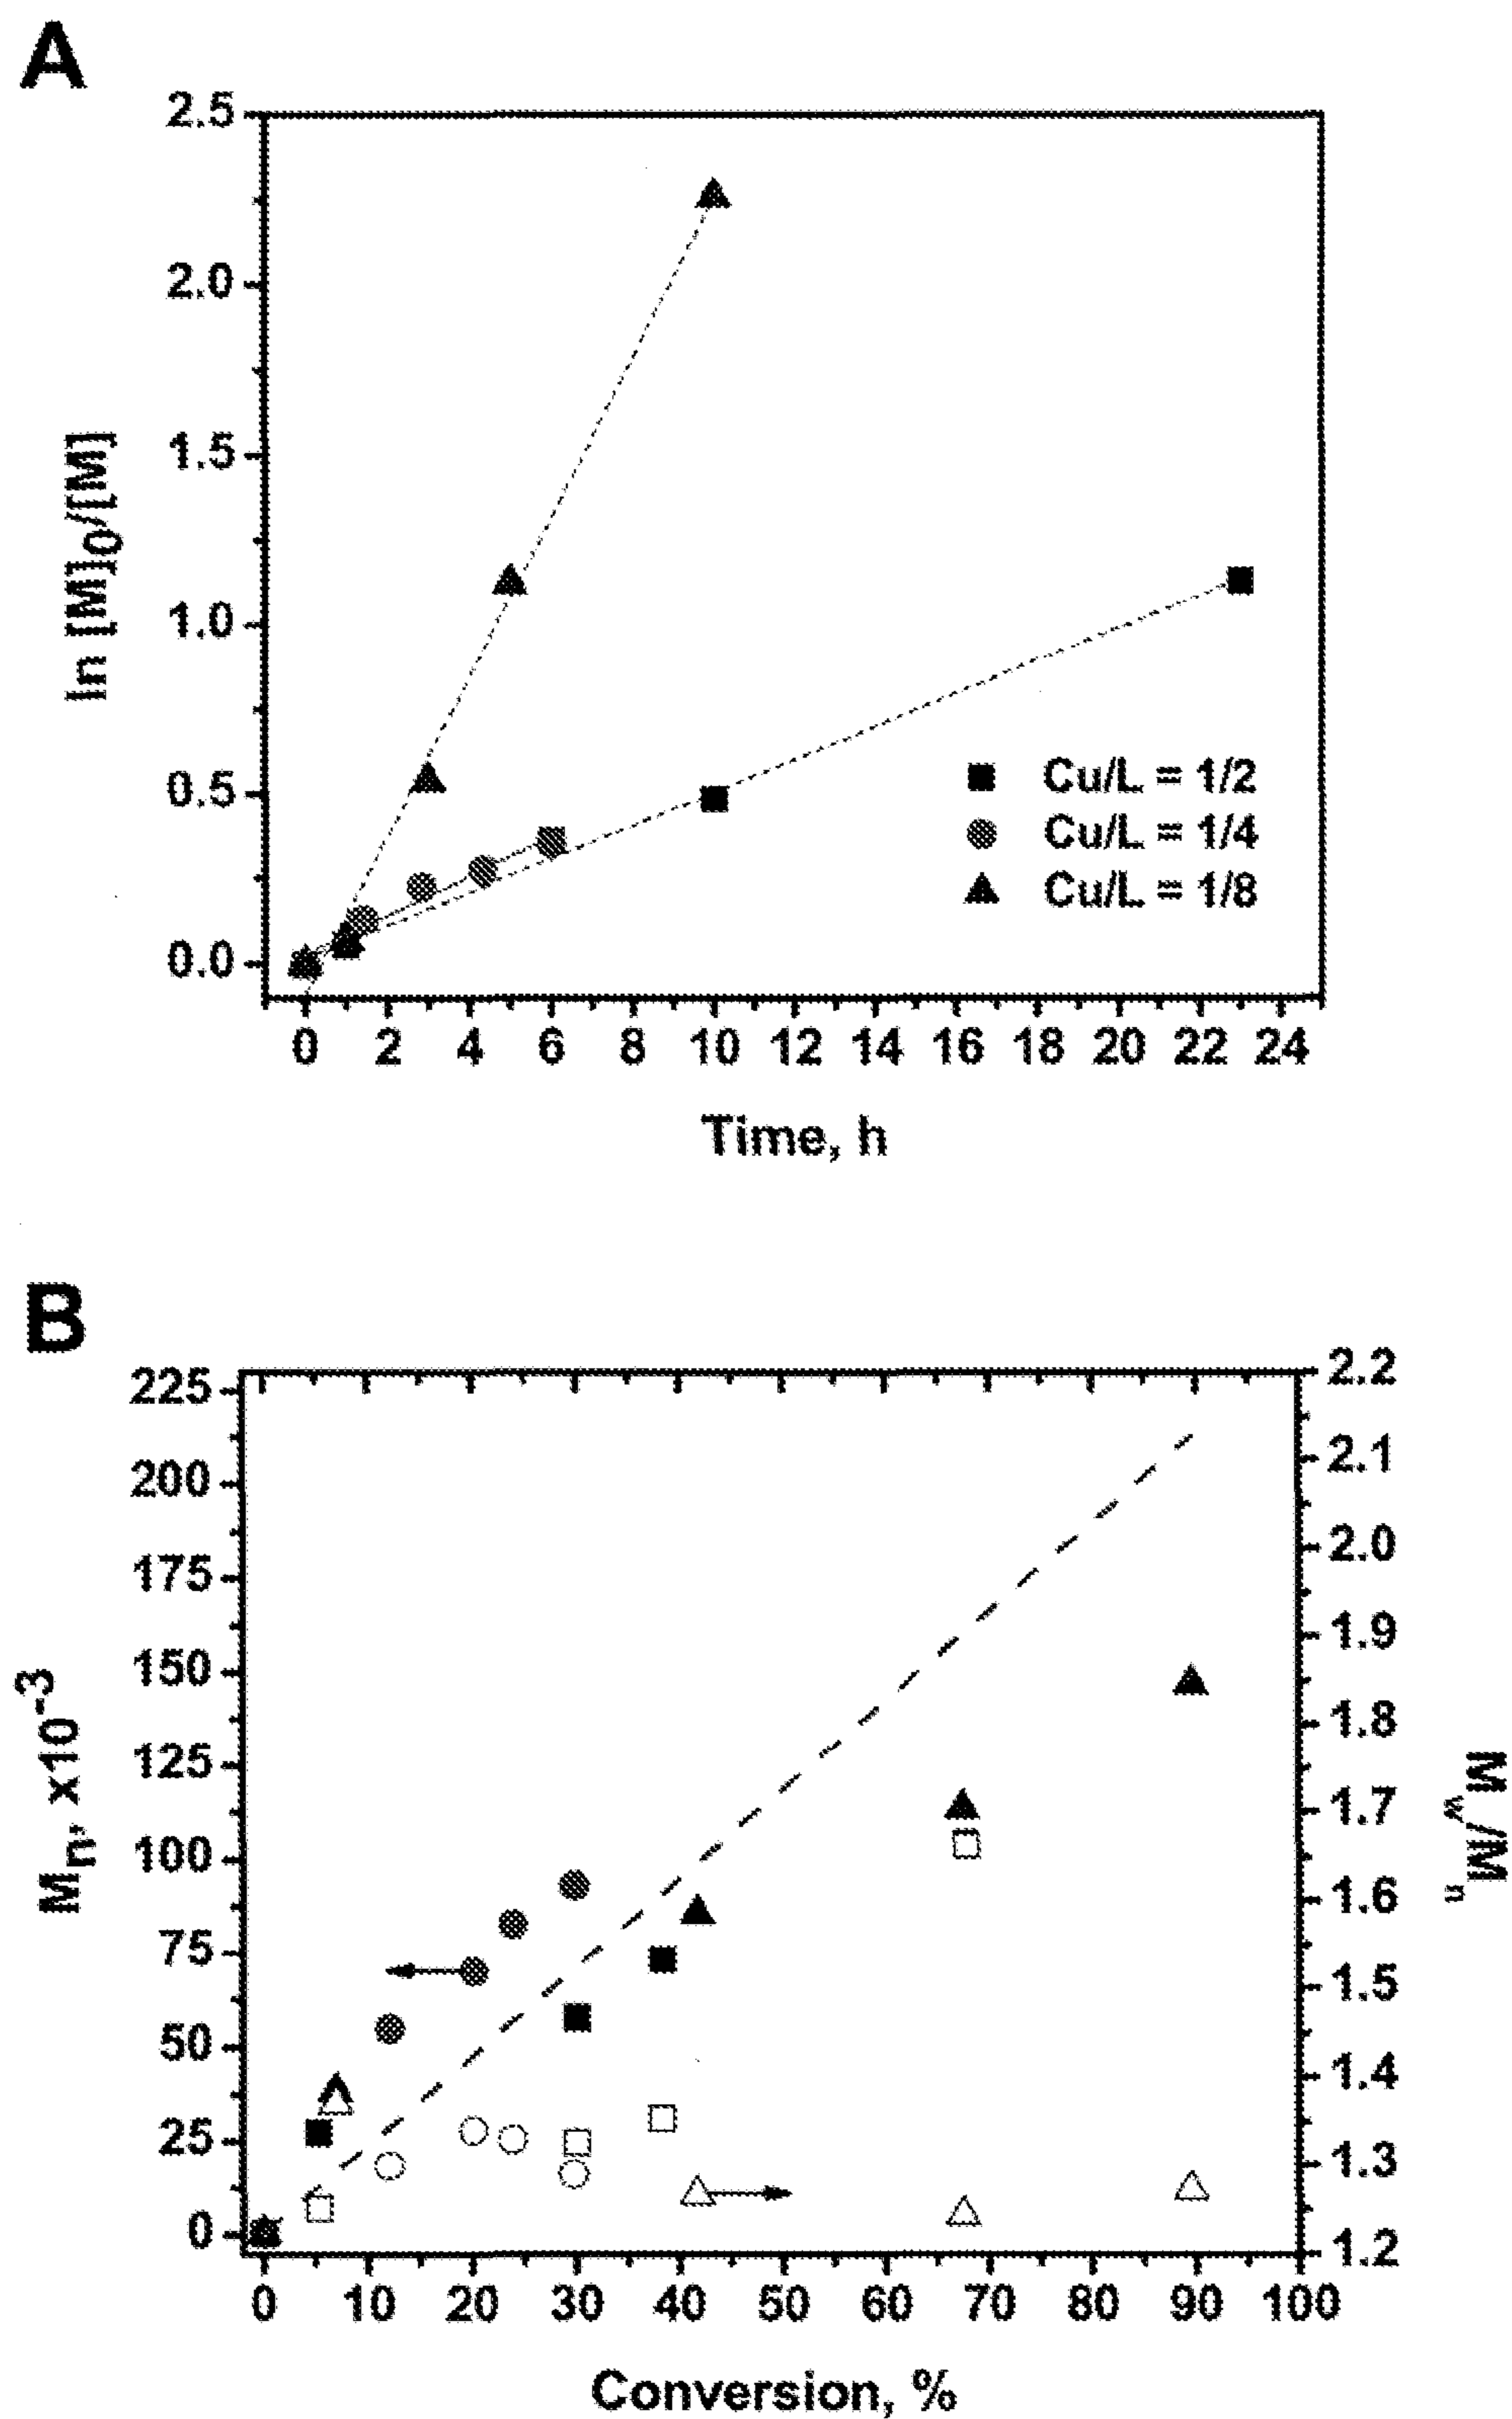 A
2.5
2.0
1.5
1.0
0.5
0.0
ln [M]0/[M]
Cu/L = 1/2
Cu/L = 1/4
Cu/L = 1/8
0 2 4 6 8 10 12 14 16 18 20 22 24
Time, h
B
225
200
175
150
125
100
75
50
25
0
Mn, x10-3
2.2
2.1
2.0
1.9
1.8
1.7
1.6
1.5
1.4
1.3
1.2
Mw/Mn
0 10 20 30 40 50 60 70 80 90 100
Conversion, %